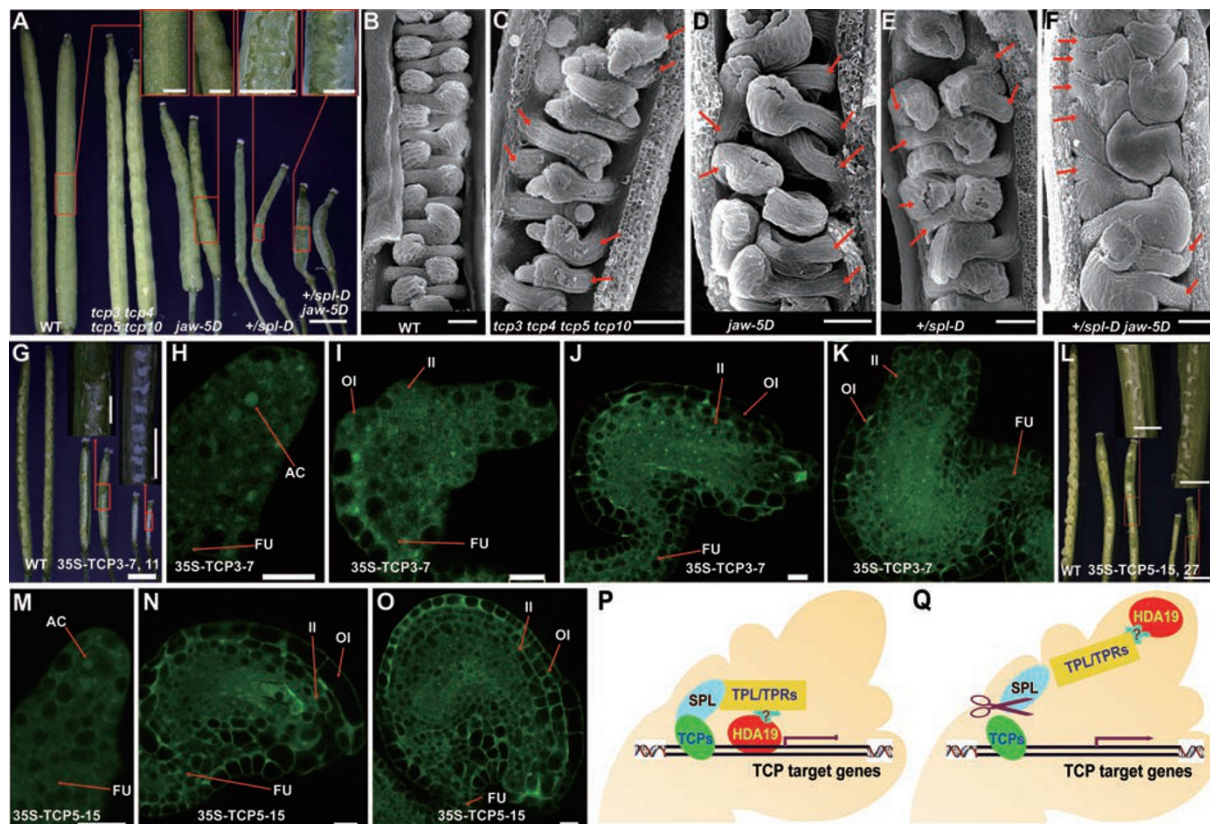 A
WT
tcp3 tcp4
tcp5 tcp10
jaw-5D
+/spl-D
+/spl-D
jaw-5D
B
WT
C
tcp3 tcp4 tcp5 tcp10
D
jaw-5D
E
+/spl-D
F
+/spl-D jaw-5D
G
WT
35S-TCP3-7, 11
H
AC
FU
35S-TCP3-7
I
OI
II
FU
35S-TCP3-7
J
II
OI
FU
35S-TCP3-7
K
II
OI
FU
35S-TCP3-7
L
WT
35S-TCP5-15, 27
M
AC
FU
35S-TCP5-15
N
II
OI
FU
35S-TCP5-15
O
II
OI
FU
35S-TCP5-15
P
SPL
TPL/TPRs
?
TCPs
HDA19
TCP target genes
Q
HDA19
?
TPL/TPRs
SPL
TCPs
TCP target genes